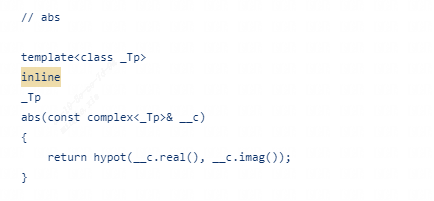 // abs
template<class _Tp>
inline
_Tp
abs(const complex<_Tp>& __c)
{
    return hypot(__c.real(), __c.imag());
}